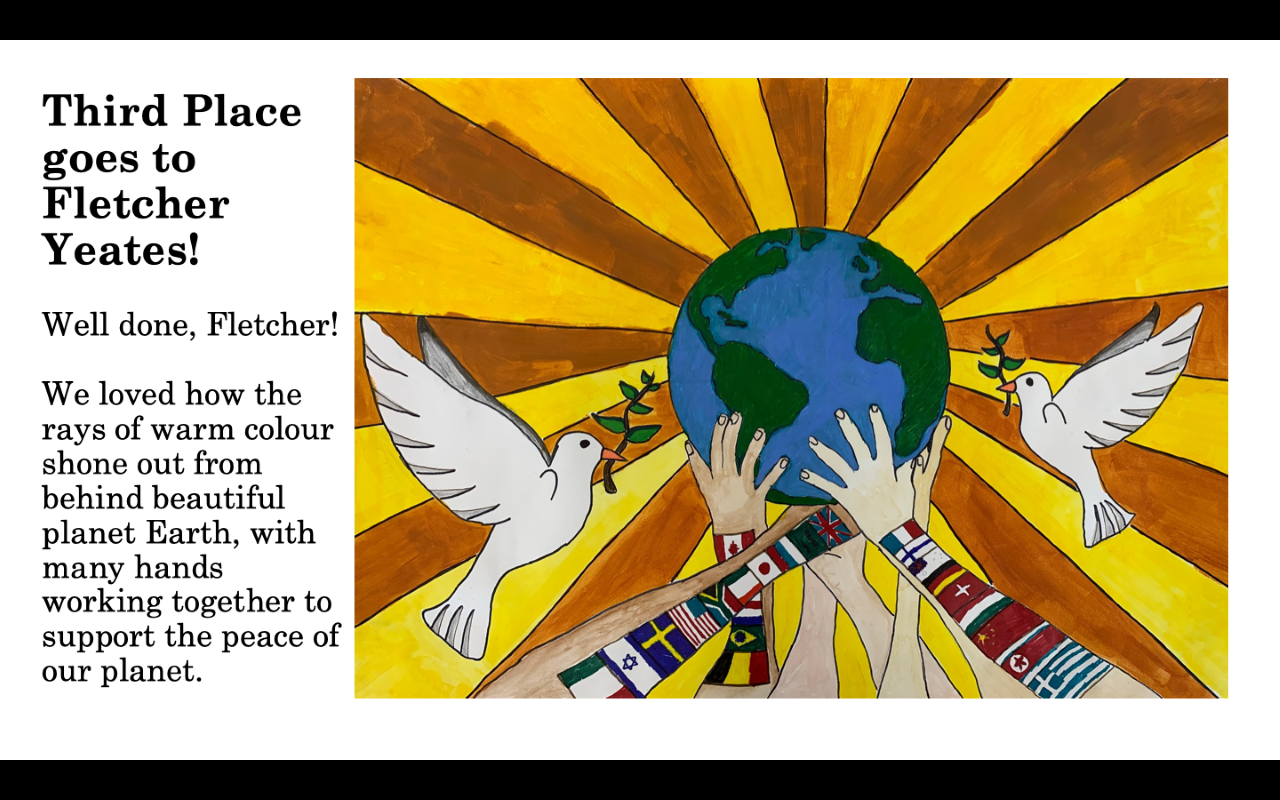 Third Place
goes to
Fletcher
Yeates!
Well done, Fletcher!
We loved how the
rays of warm colour
shone out from
behind beautiful
planet Earth, with
many hands
working together to
support the peace of
our planet.